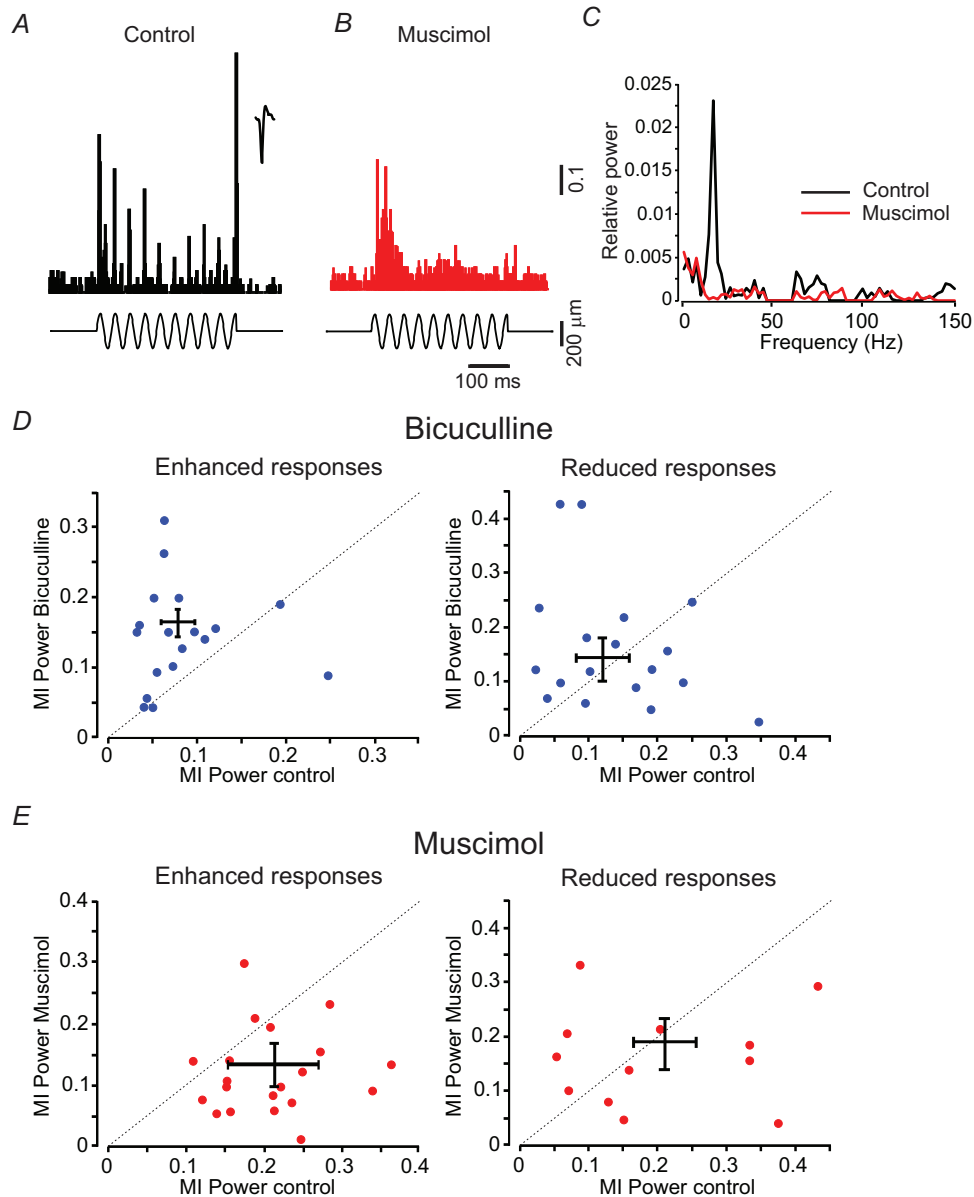 A
Control
B
Muscimol
0.1
200 μm
100 ms
C
Relative power
0.025
0.02
0.015
0.01
0.005
0
Control
Muscimol
0
50
100
150
Frequency (Hz)
D
Bicuculline
Enhanced responses
MI Power Bicuculline
0.3
0.2
0.1
0
0
0.1
0.2
0.3
MI Power control
Reduced responses
MI Power Bicuculline
0.4
0.3
0.2
0.1
0
0
0.1
0.2
0.3
0.4
MI Power control
E
Muscimol
Enhanced responses
MI Power Muscimol
0.4
0.3
0.2
0.1
0
0
0.1
0.2
0.3
0.4
MI Power control
Reduced responses
MI Power Muscimol
0.4
0.3
0.2
0.1
0
0
0.1
0.2
0.3
0.4
MI Power control